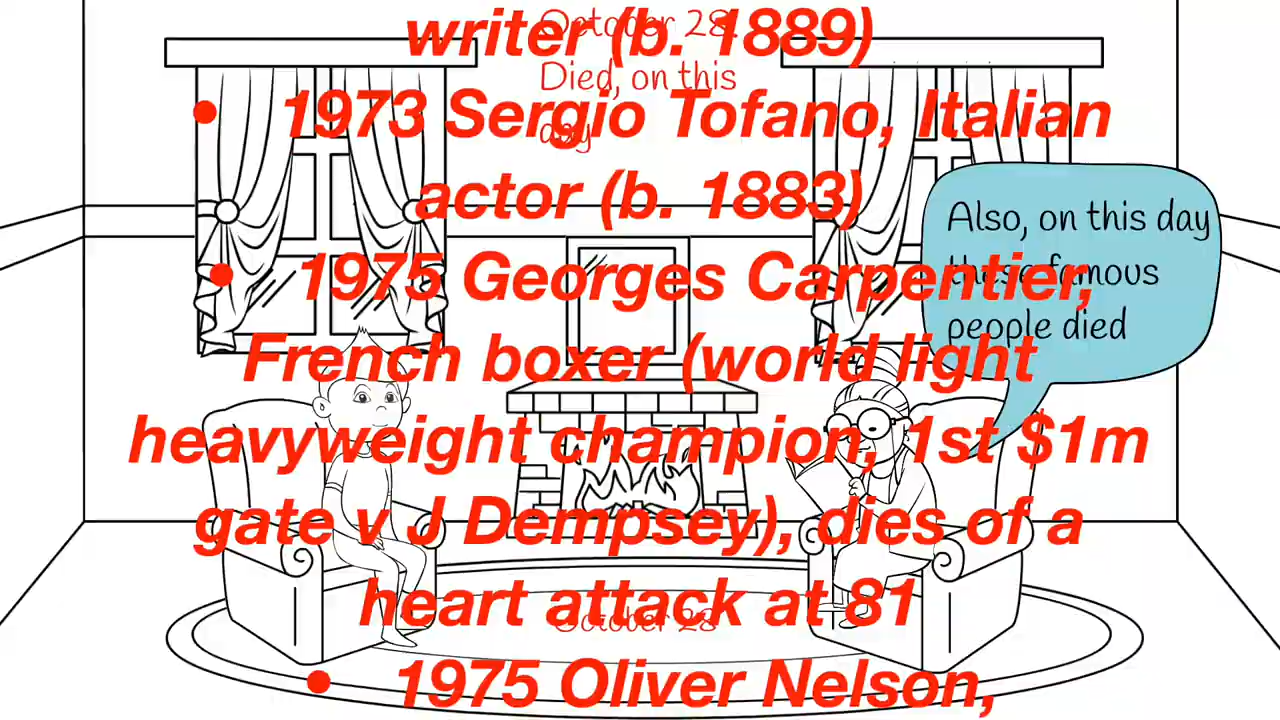 October 28,
Died, on this
day
writer (b. 1889)
• 1973 Sergio Tofano, Italian
actor (b. 1883)
• 1975 Georges Carpentier,
French boxer (world light
heavyweight champion, 1st $1m
gate v J Dempsey), dies of a
heart attack at 81
• 1975 Oliver Nelson,
Also, on this day
these famous
people died
October 28